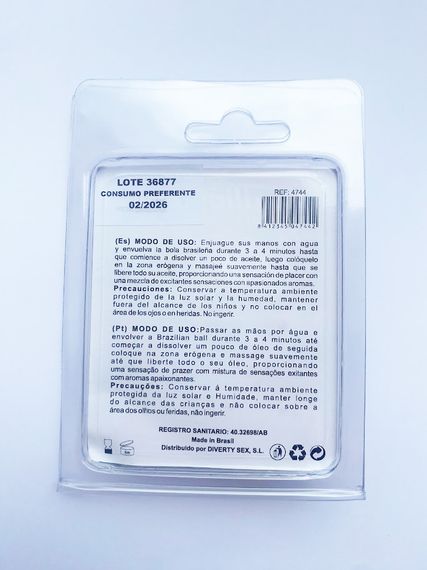 LOTE 36877
CONSUMO PREFERENTE
02/2026
REF: 4744
8 412345 047442
(Es) MODO DE USO: Enjuague sus manos con agua
y envuelva la bola brasileña durante 3 a 4 minutos hasta
que comience a disolver un poco de aceite, luego colóquelo
en la zona erógena y masajeé suavemente hasta que se
libere todo su aceite, proporcionando una sensación de placer con
una mezcla de excitantes sensaciones con apasionados aromas.
Precauciones: Conservar a temperatura ambiente
protegido de la luz solar y la humedad, mantener
fuera del alcance de los niños y no colocar en el
área de los ojos o en heridas. No ingerir.
(Pt) MODO DE USO:Passar as mãos por água e
envolver a Brazilian ball durante 3 a 4 minutos até
começar a dissolver um pouco de óleo de seguida
coloque na zona erógena e massage suavemente
até que liberte todo o seu óleo, proporcionando
uma sensação de prazer com mistura de sensações exitantes
com aromas apaixonantes.
Precauções: Conservar á temperatura ambiente
protegida da luz solar e Humidade, manter longe
do alcance das crianças e não colocar sobre a
área dos olhos ou feridas, não ingerir.
REGISTRO SANITARIO: 40.32698/AB
Made in Brasil
Distribuido por DIVERTY SEX, S.L.